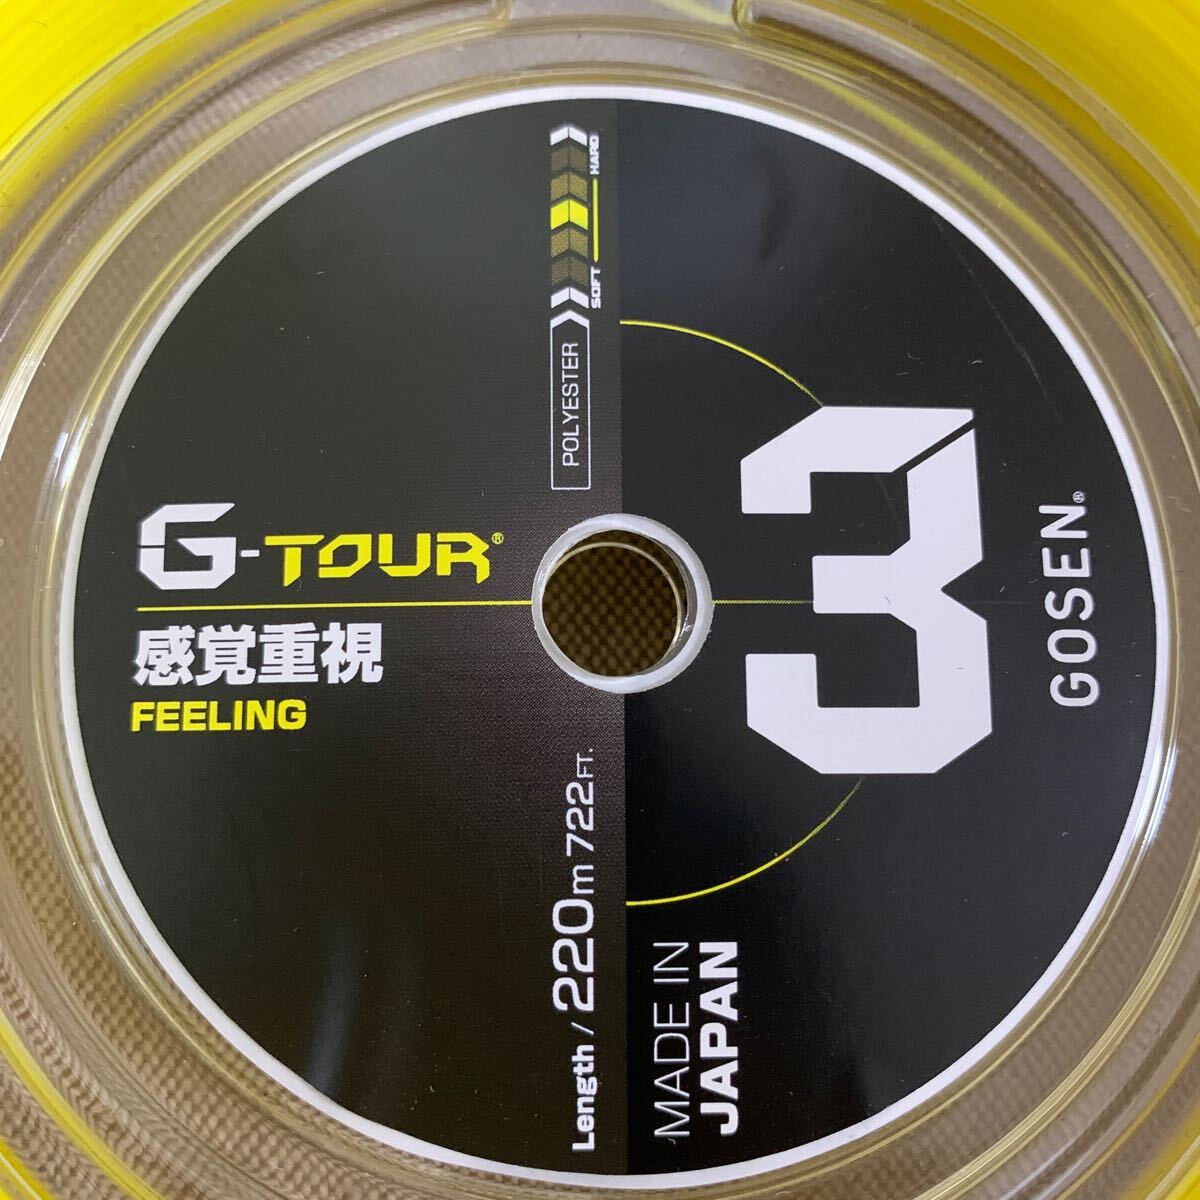 G-TOUR®
感覚重視
FEELING
POLYESTER
SOFT
HARD
3
GOSEN®
Length / 220m 722FT.
MADE IN
JAPAN